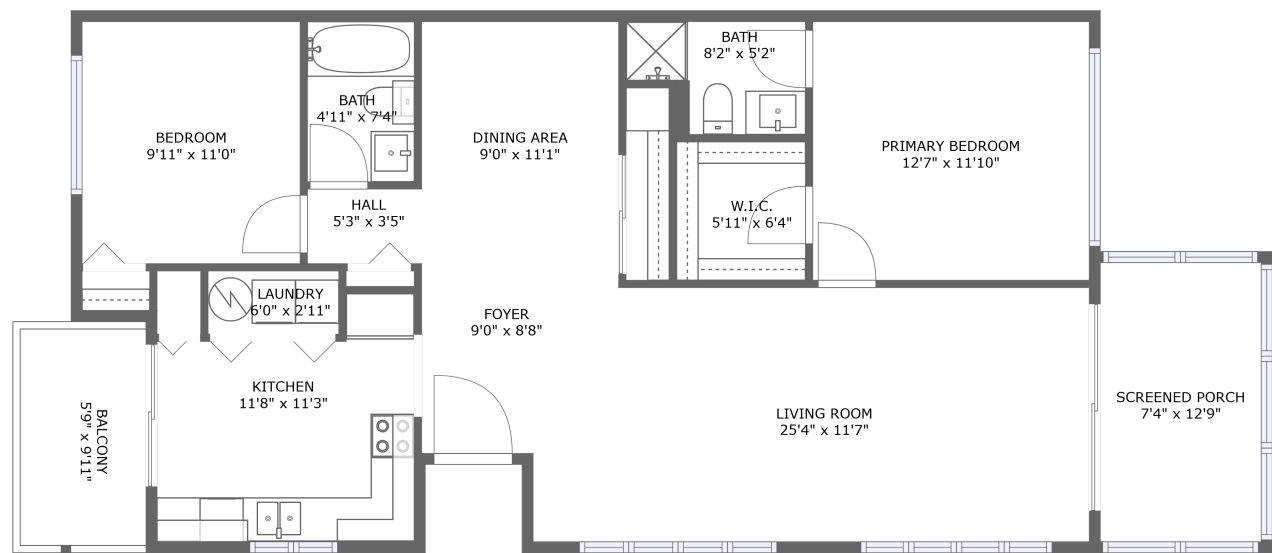 BATH
8'2" x 5'2"
BATH
4'11" x 7'4"
BEDROOM
9'11" x 11'0"
DINING AREA
9'0" x 11'1"
PRIMARY BEDROOM
12'7" x 11'10"
HALL
5'3" x 3'5"
W.I.C.
5'11" x 6'4"
LAUNDRY
6'0" x 2'11"
FOYER
9'0" x 8'8"
KITCHEN
11'8" x 11'3"
LIVING ROOM
25'4" x 11'7"
SCREENED PORCH
7'4" x 12'9"
BALCONY
5'9" x 9'11"